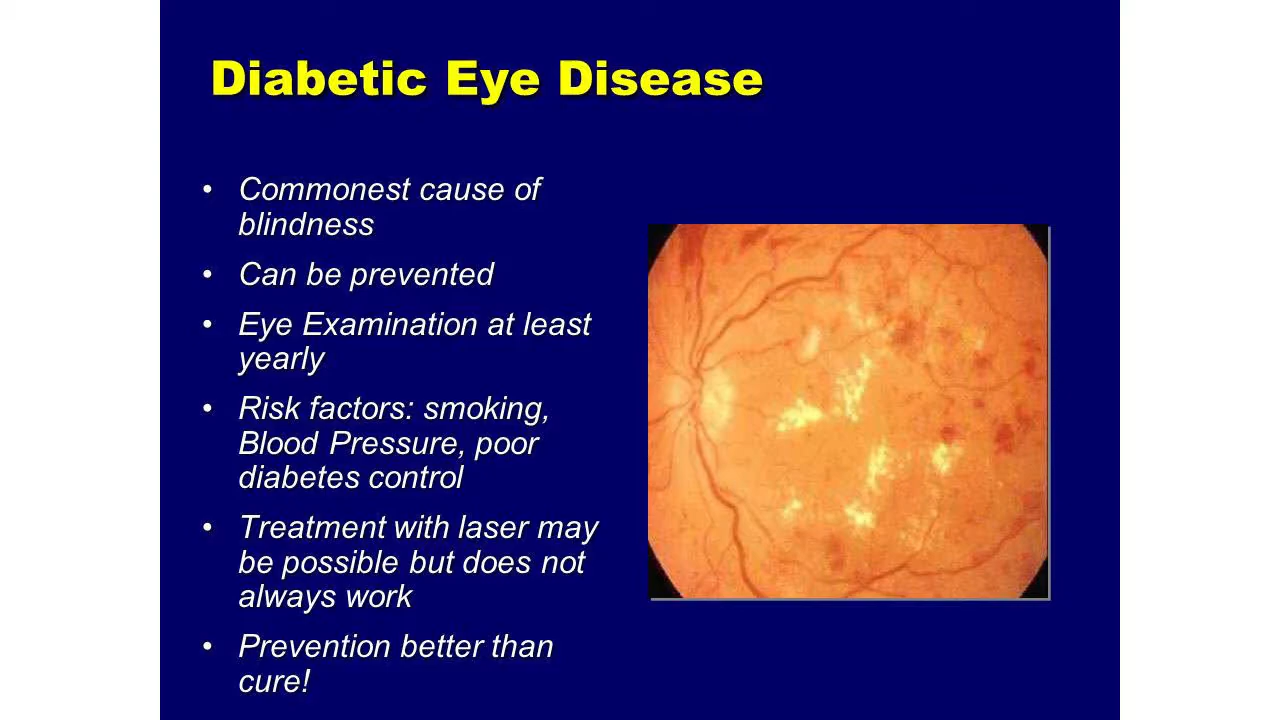 Diabetic Eye Disease
• Commonest cause of
blindness
• Can be prevented
• Eye Examination at least
yearly
• Risk factors: smoking,
Blood Pressure, poor
diabetes control
• Treatment with laser may
be possible but does not
always work
• Prevention better than
cure!